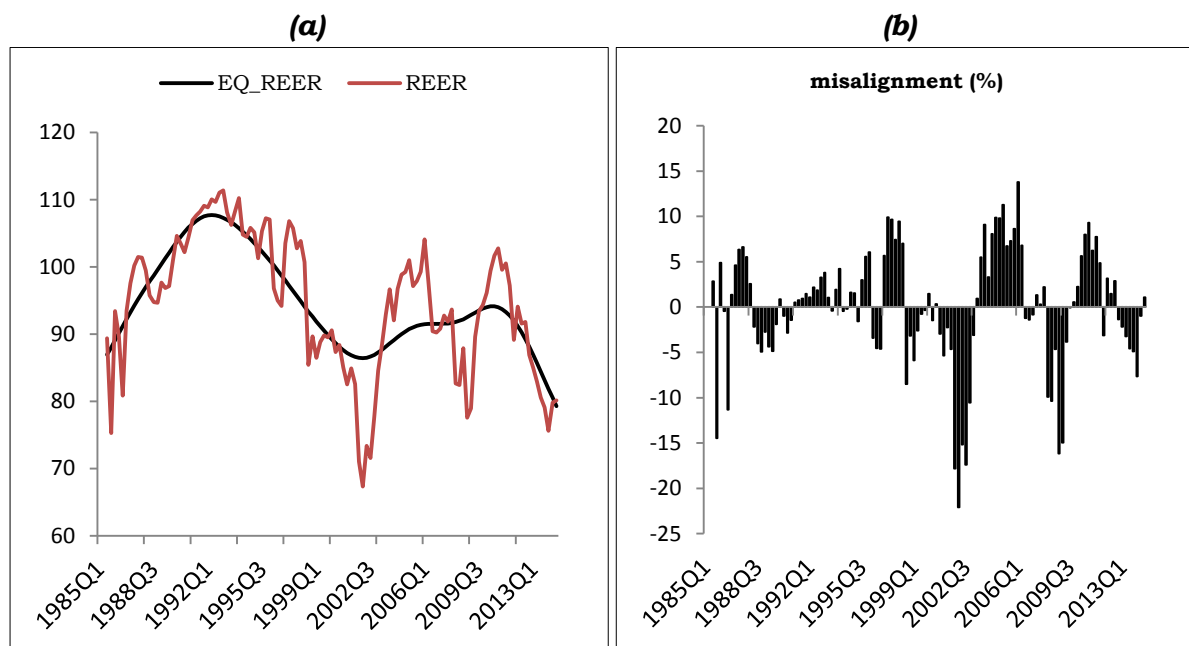 (a)
EQ_REER REER
120
110
100
90
80
70
60
1985Q1
1988Q3
1992Q1
1995Q3
1999Q1
2002Q3
2006Q1
2009Q3
2013Q1
(b)
misalignment (%)
20
15
10
5
0
-5
-10
-15
-20
-25
1985Q1
1988Q3
1992Q1
1995Q3
1999Q1
2002Q3
2006Q1
2009Q3
2013Q1